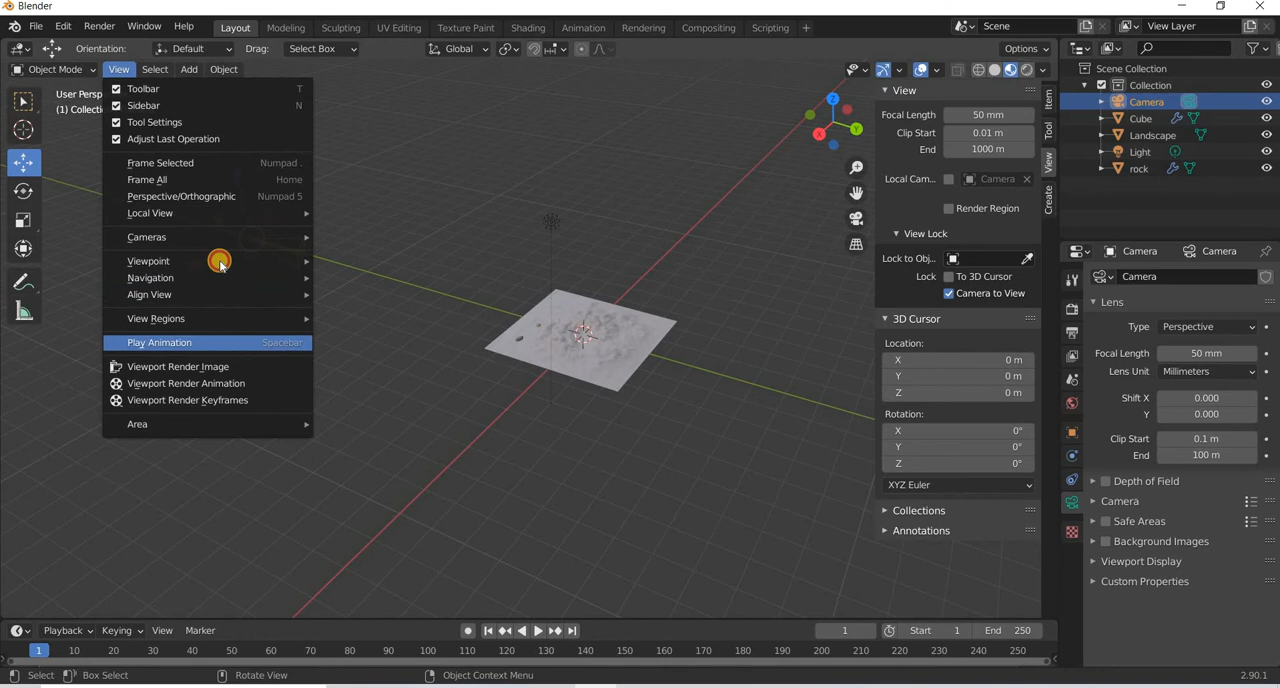 Blender
File Edit Render Window Help Layout Modeling Sculpting UV Editing Texture Paint Shading Animation Rendering Compositing Scripting + Scene View Layer
Orientation: Default Drag: Select Box Global Options
Object Mode View Select Add Object
User Persp
(1) Collecti
Toolbar T
Sidebar N
Tool Settings
Adjust Last Operation
Frame Selected Numpad .
Frame All Home
Perspective/Orthographic Numpad 5
Local View
Cameras
Viewpoint
Navigation
Align View
View Regions
Play Animation Spacebar
Viewport Render Image
Viewport Render Animation
Viewport Render Keyframes
Area
X Y Z
View
Focal Length 50 mm
Clip Start 0.01 m
End 1000 m
Local Cam... Camera
Render Region
View Lock
Lock to Obj...
Lock To 3D Cursor
Camera to View
3D Cursor
Location:
X 0 m
Y 0 m
Z 0 m
Rotation:
X 0°
Y 0°
Z 0°
XYZ Euler
Collections
Annotations
Item
Tool
View
Create
Scene Collection
Collection
Camera
Cube
Landscape
Light
rock
Camera Camera
Camera
Lens
Type Perspective
Focal Length 50 mm
Lens Unit Millimeters
Shift X 0.000
Y 0.000
Clip Start 0.1 m
End 100 m
Depth of Field
Camera
Safe Areas
Background Images
Viewport Display
Custom Properties
Playback Keying View Marker 1 Start 1 End 250
1 10 20 30 40 50 60 70 80 90 100 110 120 130 140 150 160 170 180 190 200 210 220 230 240 250
Select Box Select Rotate View Object Context Menu 2.90.1